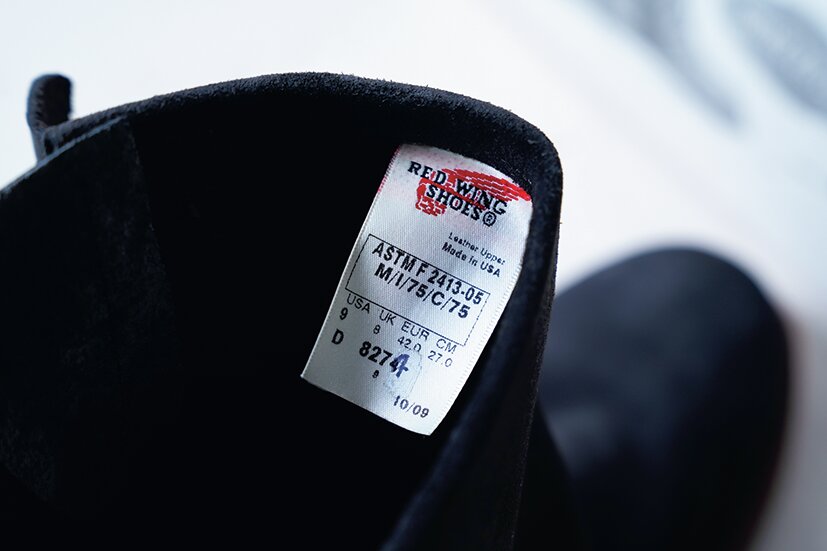 RED WING
SHOES®
Leather Upper
Made in USA
ASTM F 2413-05
M/I/75/C/75
USA UK EUR CM
9 8 42.0 27.0
D 8274
10/09